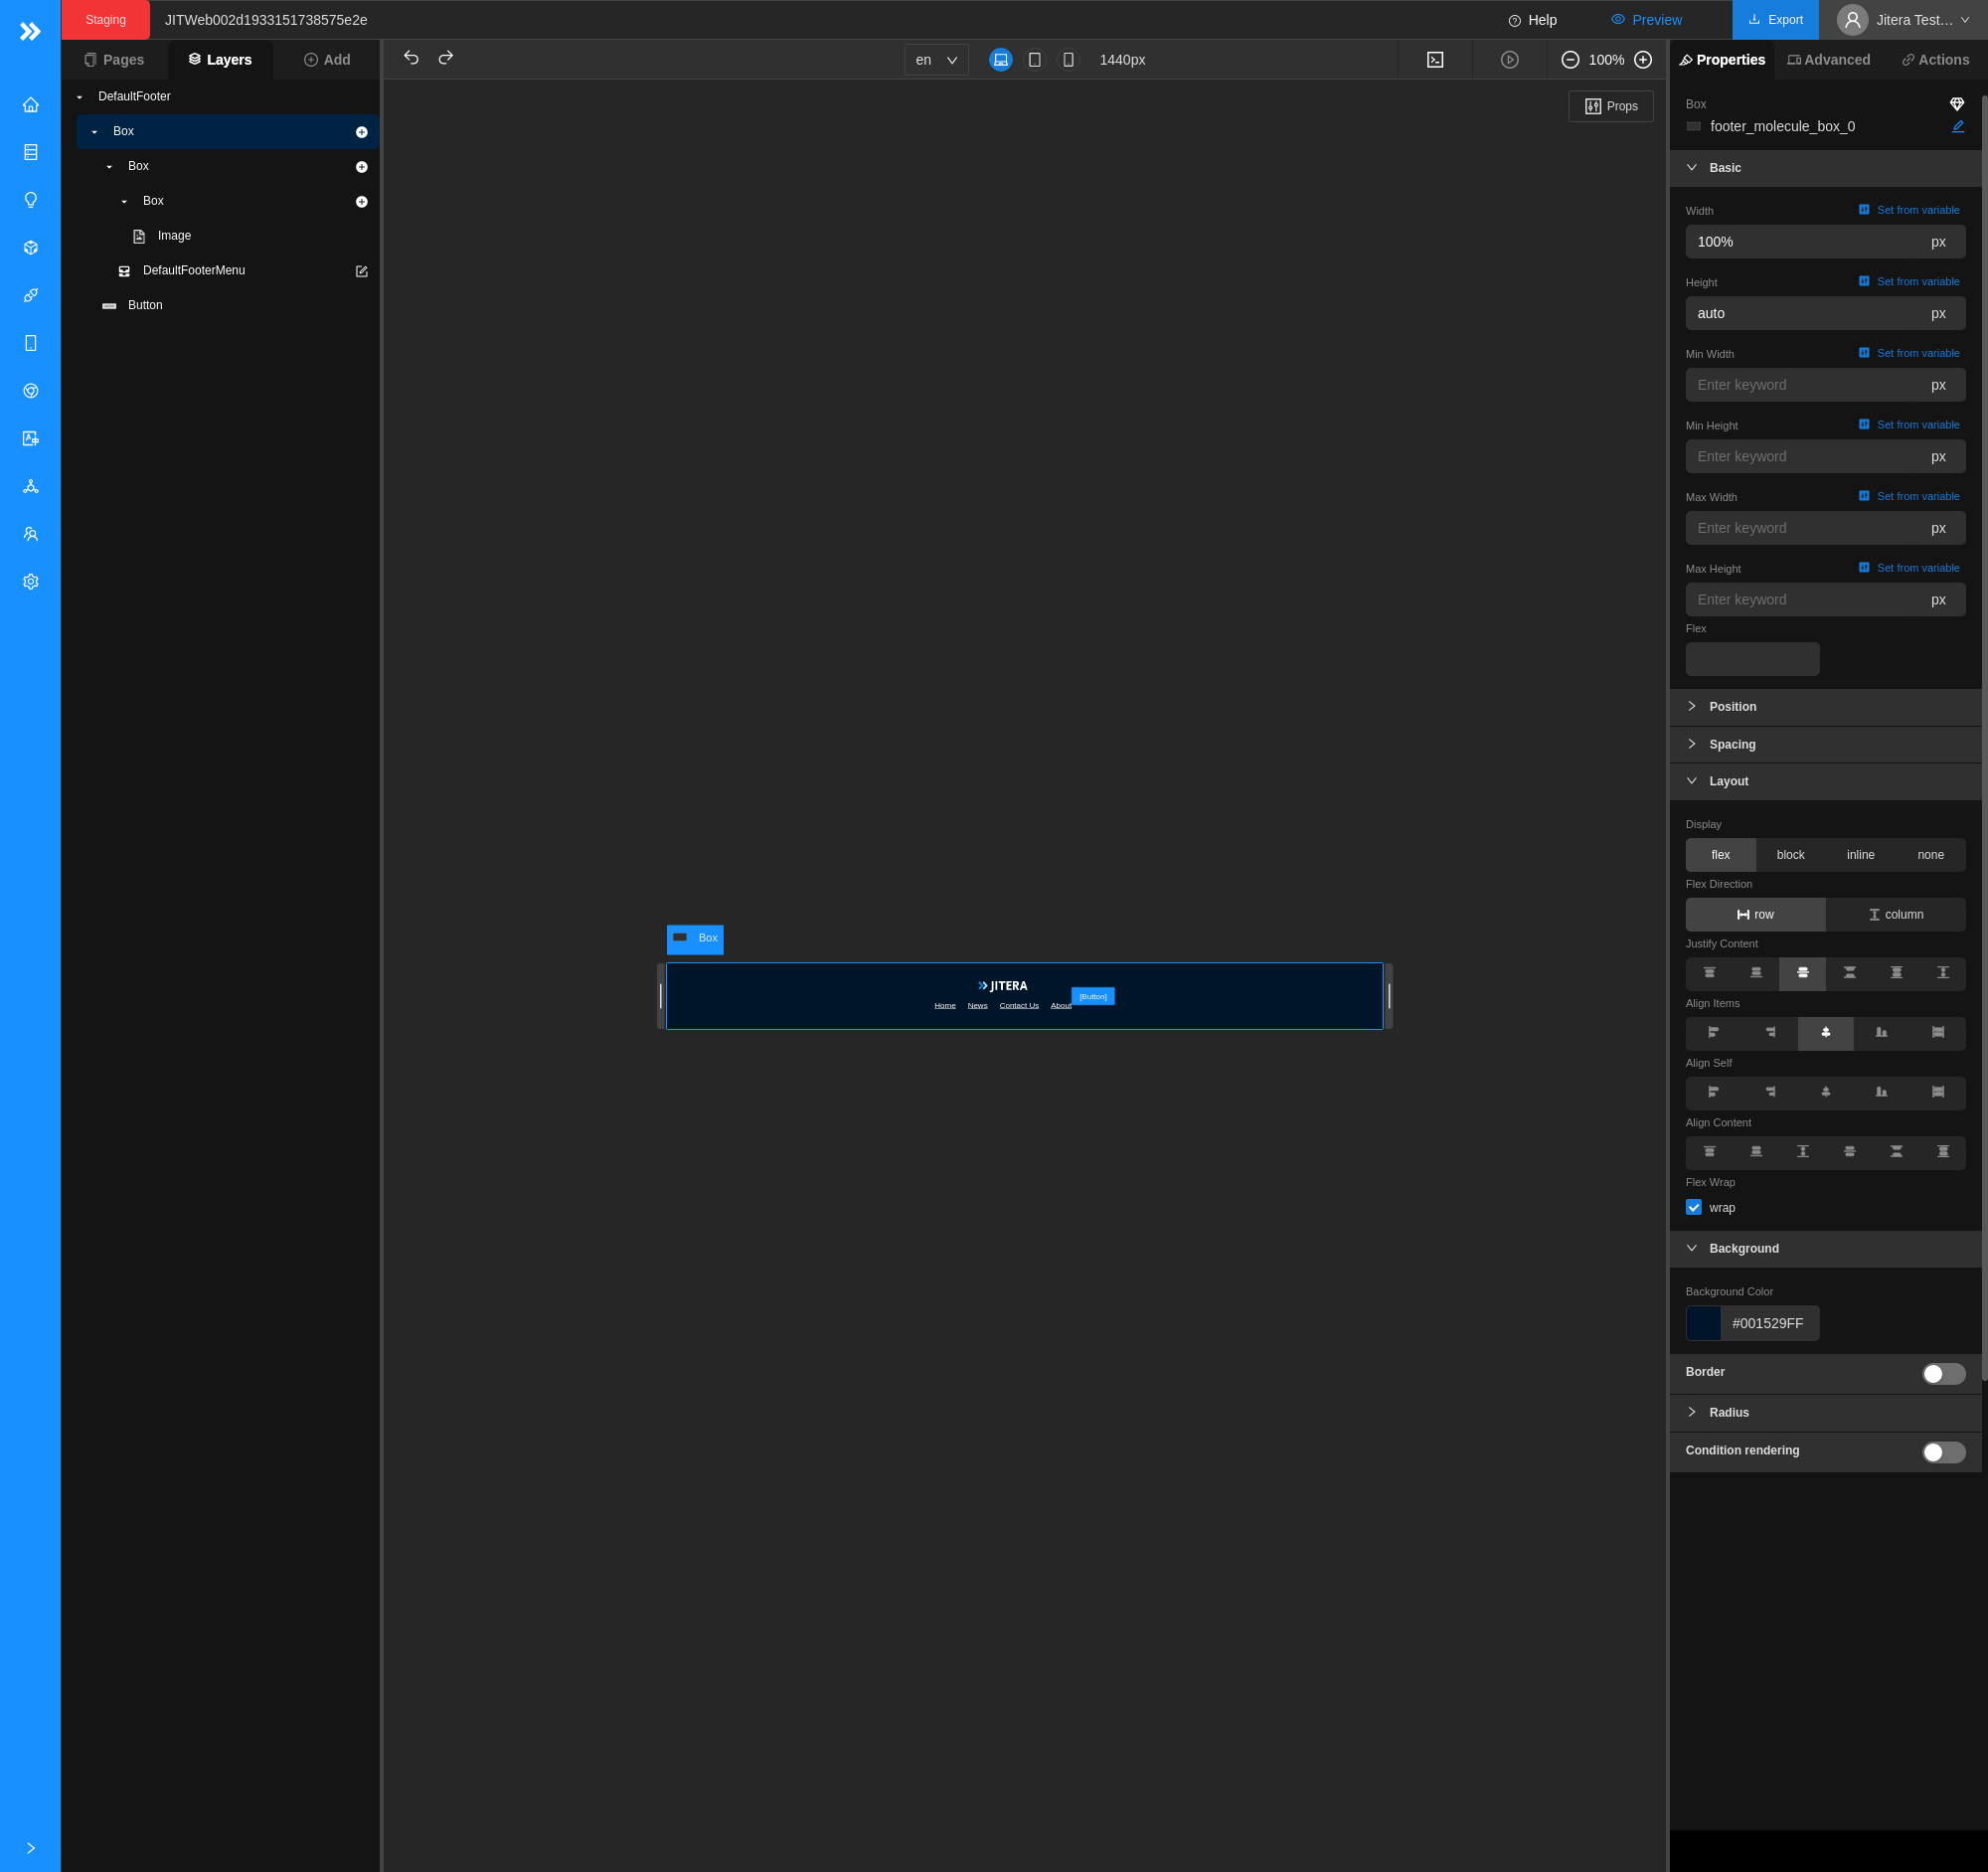 Staging
JITWeb002d1933151738575e2e
Help
Preview
Export
Jitera Test...
Pages
Layers
Add
en
1440px
100%
Properties
Advanced
Actions
DefaultFooter
Box
Box
Box
Image
DefaultFooterMenu
Button
Props
Box
JITERA
Home News Contact Us About
[Button]
Box
footer_molecule_box_0
Basic
Width
Set from variable
100% px
Height
Set from variable
auto px
Min Width
Set from variable
Enter keyword px
Min Height
Set from variable
Enter keyword px
Max Width
Set from variable
Enter keyword px
Max Height
Set from variable
Enter keyword px
Flex
Position
Spacing
Layout
Display
flex block inline none
Flex Direction
row column
Justify Content
Align Items
Align Self
Align Content
Flex Wrap
wrap
Background
Background Color
#001529FF
Border
Radius
Condition rendering